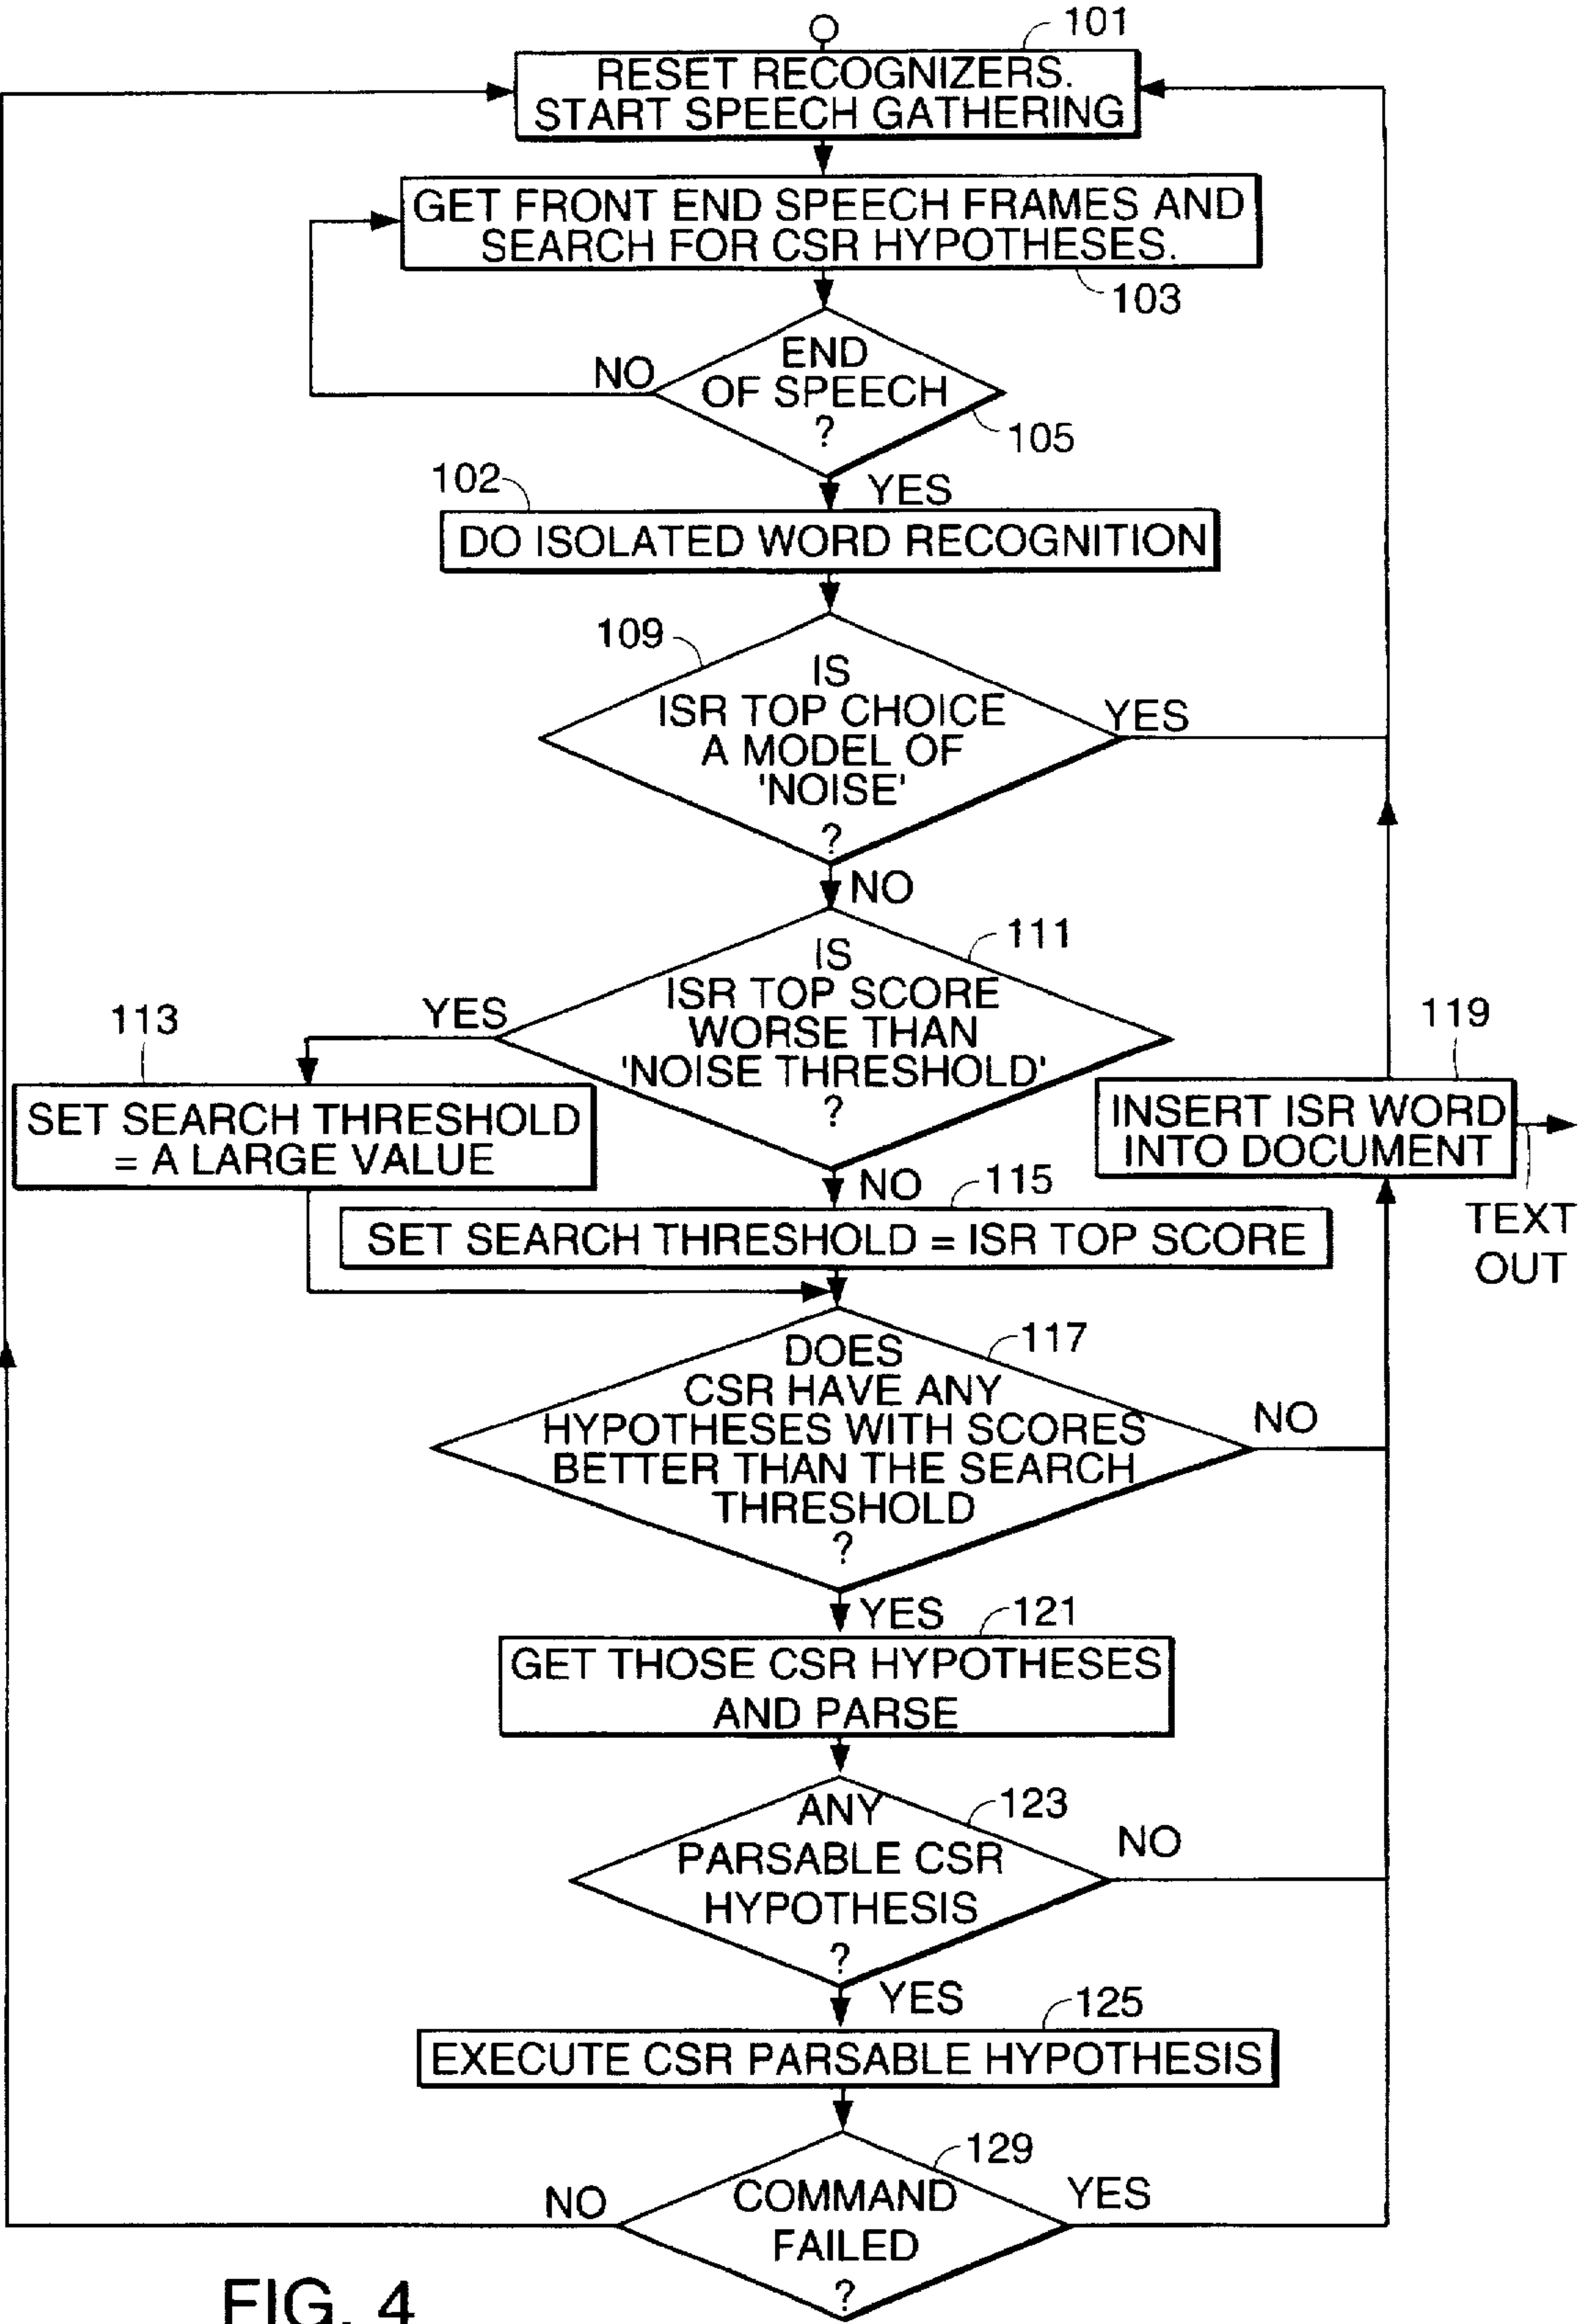 101
RESET RECOGNIZERS.
START SPEECH GATHERING
GET FRONT END SPEECH FRAMES AND
SEARCH FOR CSR HYPOTHESES.
103
END
OF SPEECH
?
NO
105
YES
102
DO ISOLATED WORD RECOGNITION
109
IS
ISR TOP CHOICE
A MODEL OF
'NOISE'
?
YES
NO
111
IS
ISR TOP SCORE
WORSE THAN
'NOISE THRESHOLD'
?
YES
113
SET SEARCH THRESHOLD
= A LARGE VALUE
119
INSERT ISR WORD
INTO DOCUMENT
TEXT
OUT
NO
115
SET SEARCH THRESHOLD = ISR TOP SCORE
117
DOES
CSR HAVE ANY
HYPOTHESES WITH SCORES
BETTER THAN THE SEARCH
THRESHOLD
?
NO
YES
121
GET THOSE CSR HYPOTHESES
AND PARSE
123
ANY
PARSABLE CSR
HYPOTHESIS
?
NO
YES
125
EXECUTE CSR PARSABLE HYPOTHESIS
129
COMMAND
FAILED
?
NO
YES
FIG. 4